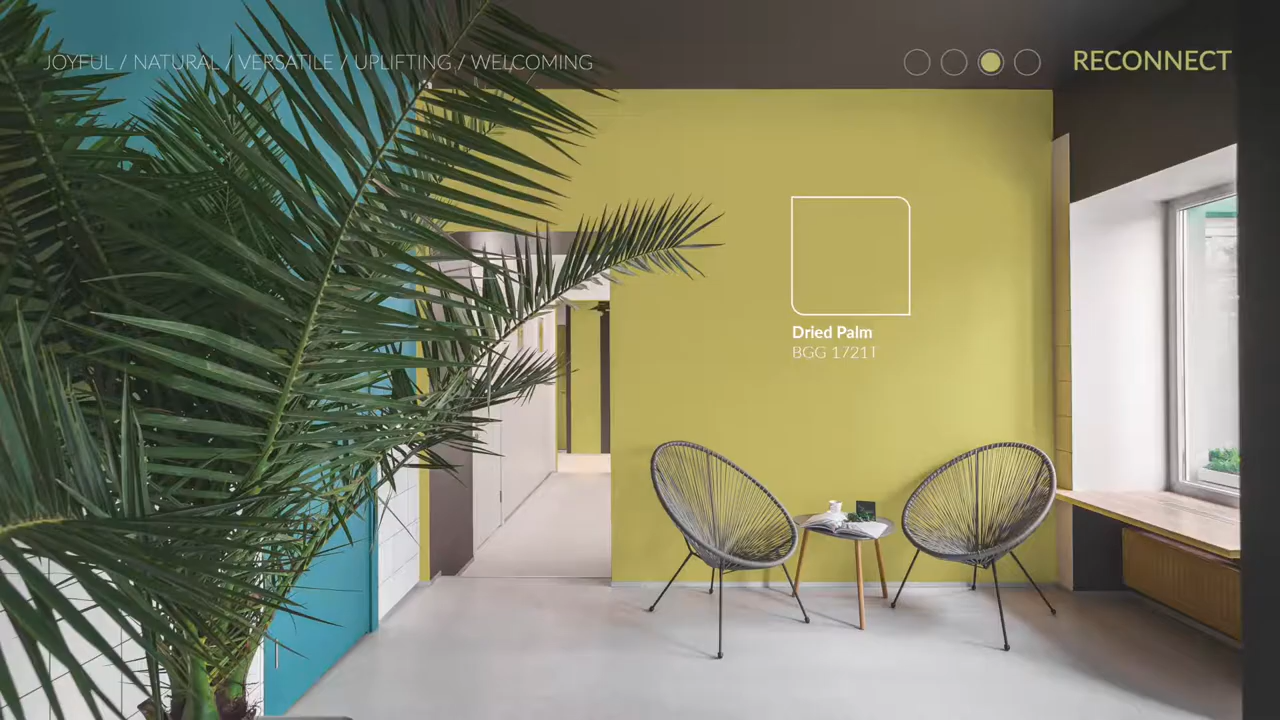 JOYFUL / NATURAL / VERSATILE / UPLIFTING / WELCOMING
RECONNECT
Dried Palm
BGG 1721T